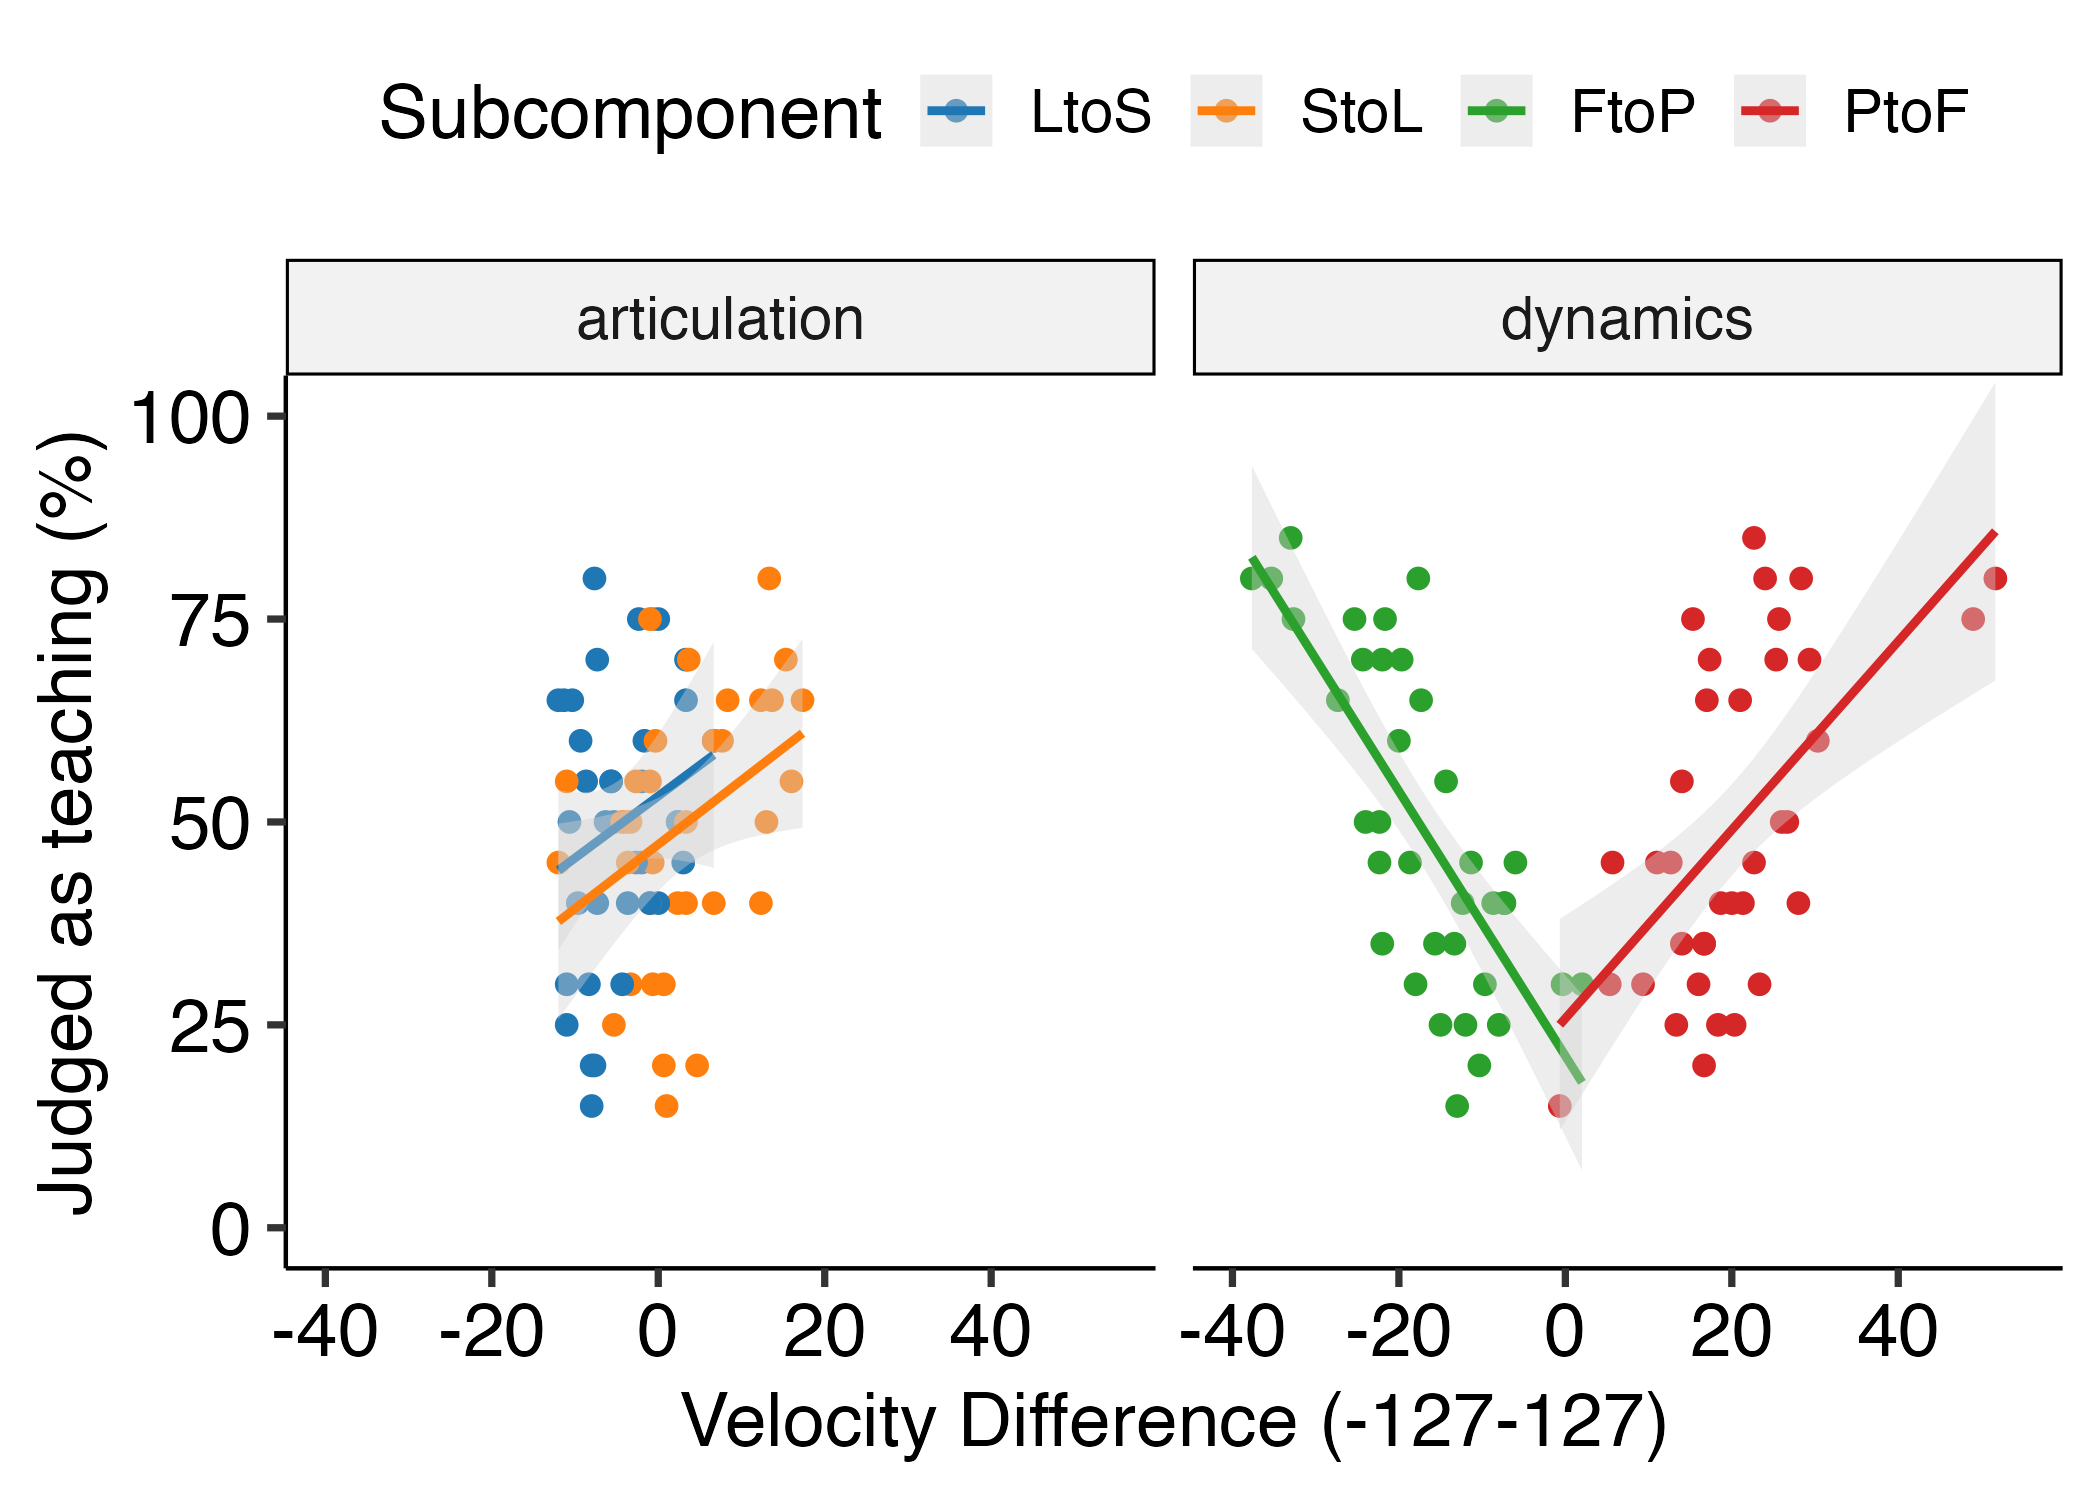 Subcomponent LtoS StoL FtoP PtoF
articulation dynamics
100
75
50
25
0
Judged as teaching (%)
-40 -20 0 20 40 -40 -20 0 20 40
Velocity Difference (-127-127)